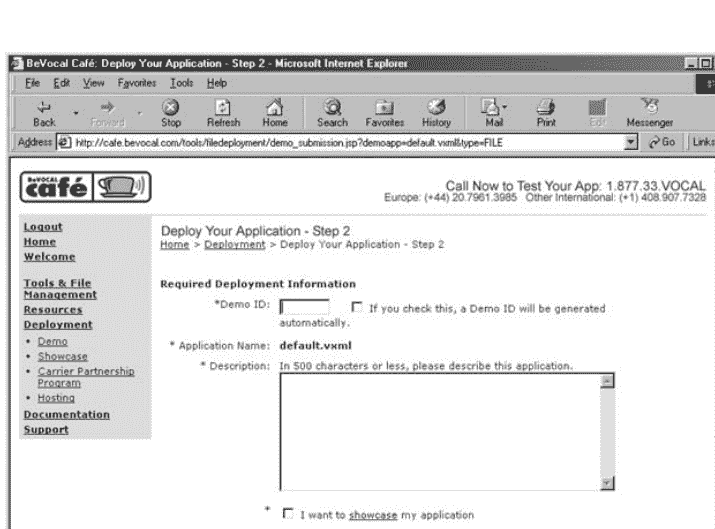 BeVocal Café: Deploy Your Application - Step 2 - Microsoft Internet Explorer
File Edit View Favorites Tools Help
Back Forward Stop Refresh Home Search Favorites History Mail Print Edit Messenger
Address http://cafe.bevocal.com/tools/filedeployment/demo_submission.jsp?demoapp=default.vxml&type=FILE Go Links
BeVOCAL café
Call Now to Test Your App: 1.877.33.VOCAL
Europe: (+44) 20.7961.3985 Other International: (+1) 408.907.7328
Logout
Home
Welcome
Tools & File Management
Resources
Deployment
• Demo
• Showcase
• Carrier Partnership Program
• Hosting
Documentation
Support
Deploy Your Application - Step 2
Home > Deployment > Deploy Your Application - Step 2
Required Deployment Information
*Demo ID: If you check this, a Demo ID will be generated
automatically.
* Application Name: default.vxml
* Description: In 500 characters or less, please describe this application.
* I want to showcase my application